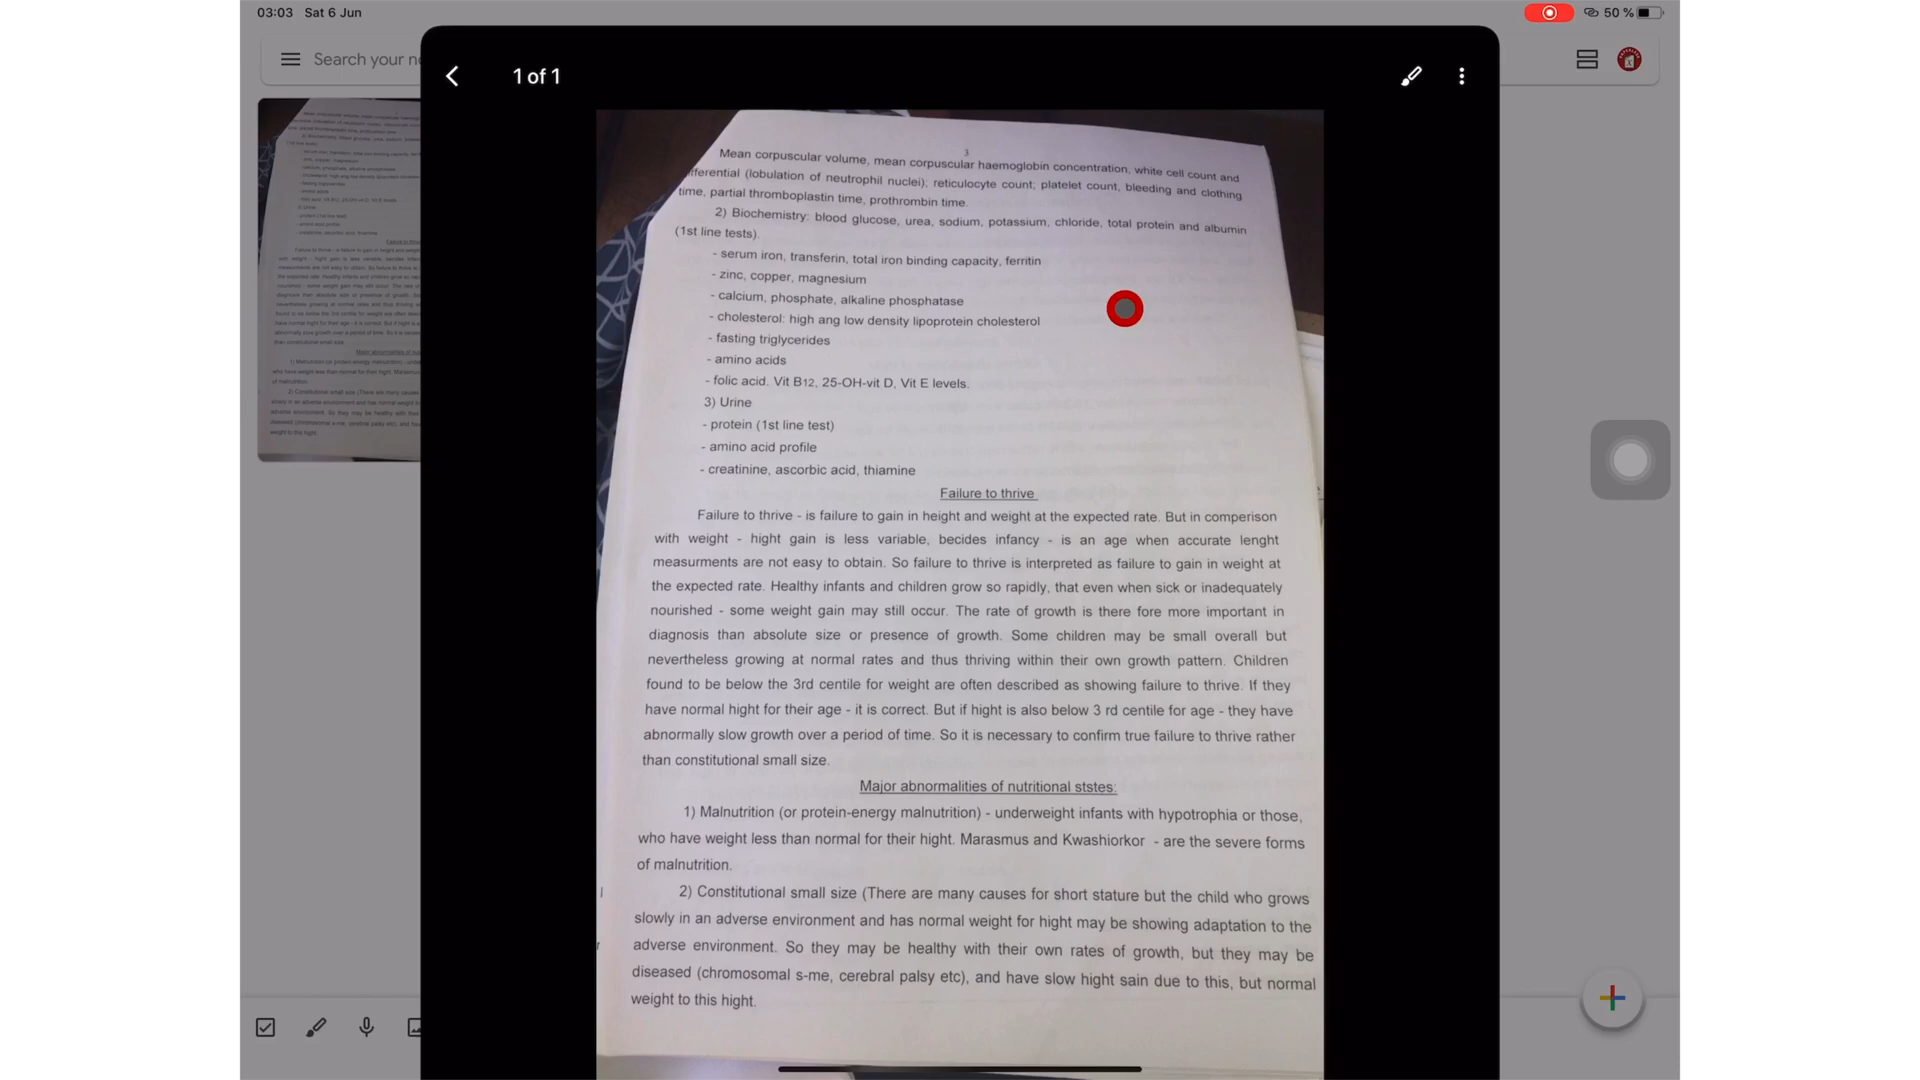 03:03 Sat 6 Jun
50 %
Search your
1 of 1
3
Mean corpuscular volume, mean corpuscular haemoglobin concentration, white cell count and
ifferential (lobulation of neutrophil nuclei); reticulocyte count; platelet count, bleeding and clothing
time, partial thromboplastin time, prothrombin time.
2) Biochemistry: blood glucose, urea, sodium, potassium, chloride, total protein and albumin
(1st line tests).
- serum iron, transferin, total iron binding capacity, ferritin
- zinc, copper, magnesium
- calcium, phosphate, alkaline phosphatase
- cholesterol: high ang low density lipoprotein cholesterol
- fasting triglycerides
- amino acids
- folic acid. Vit B12, 25-OH-vit D, Vit E levels.
3) Urine
- protein (1st line test)
- amino acid profile
- creatinine, ascorbic acid, thiamine
Failure to thrive
Failure to thrive - is failure to gain in height and weight at the expected rate. But in comperison
with weight - hight gain is less variable, becides infancy - is an age when accurate lenght
measurments are not easy to obtain. So failure to thrive is interpreted as failure to gain in weight at
the expected rate. Healthy infants and children grow so rapidly, that even when sick or inadequately
nourished - some weight gain may still occur. The rate of growth is there fore more important in
diagnosis than absolute size or presence of growth. Some children may be small overall but
nevertheless growing at normal rates and thus thriving within their own growth pattern. Children
found to be below the 3rd centile for weight are often described as showing failure to thrive. If they
have normal hight for their age - it is correct. But if hight is also below 3 rd centile for age - they have
abnormally slow growth over a period of time. So it is necessary to confirm true failure to thrive rather
than constitutional small size.
Major abnormalities of nutritional ststes:
1) Malnutrition (or protein-energy malnutrition) - underweight infants with hypotrophia or those,
who have weight less than normal for their hight. Marasmus and Kwashiorkor - are the severe forms
of malnutrition.
2) Constitutional small size (There are many causes for short stature but the child who grows
slowly in an adverse environment and has normal weight for hight may be showing adaptation to the
adverse environment. So they may be healthy with their own rates of growth, but they may be
diseased (chromosomal s-me, cerebral palsy etc), and have slow hight sain due to this, but normal
weight to this hight.